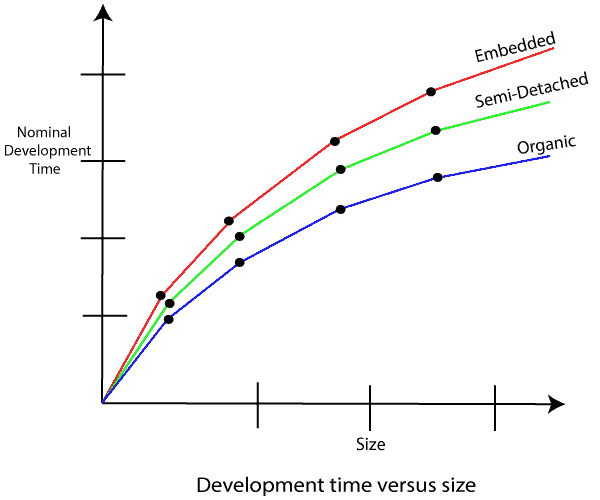 Embedded
Semi-Detached
Organic
Nominal
Development
Time
Size
Development time versus size